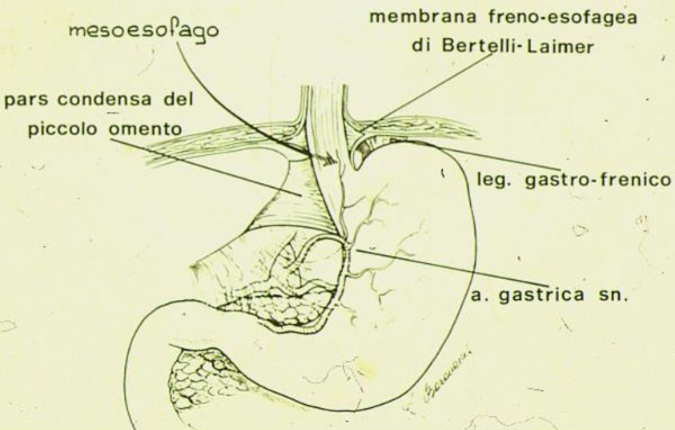 mesoesofago
membrana freno-esofagea
di Bertelli-Laimer
pars condensa del
piccolo omento
leg. gastro-frenico
a. gastrica sn.